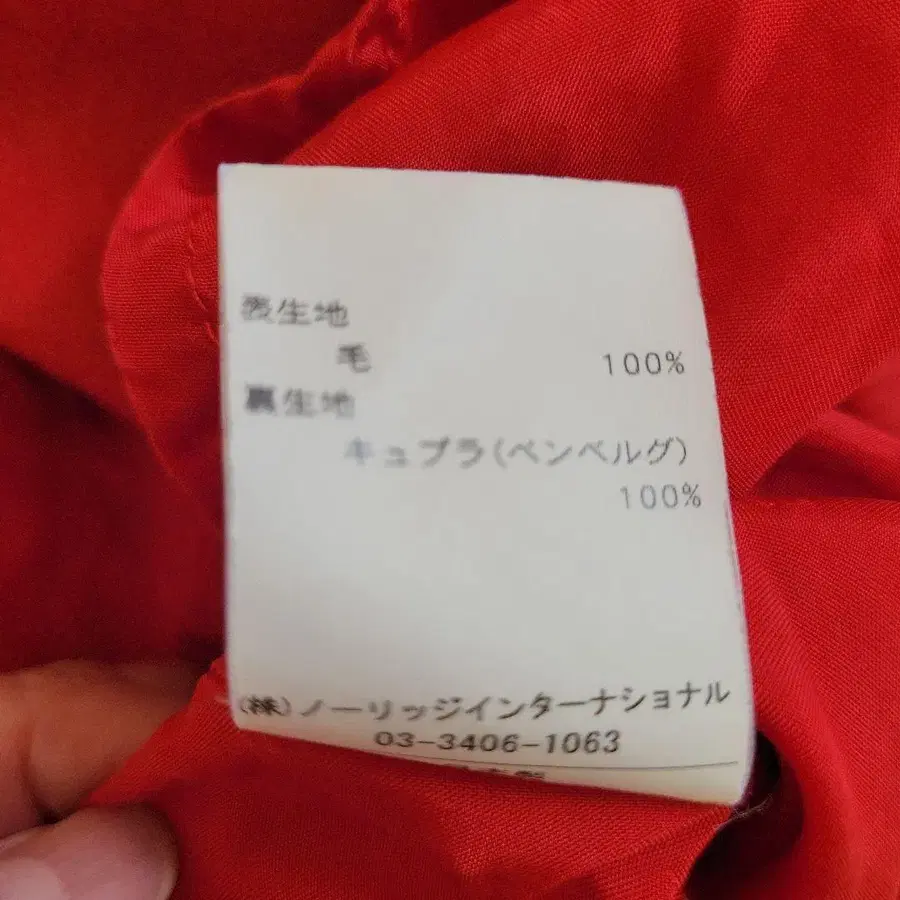 表生地
毛 100%
裏生地
キュプラ(ベンベルグ)
100%
(株)ノーリッジインターナショナル
03-3406-1063